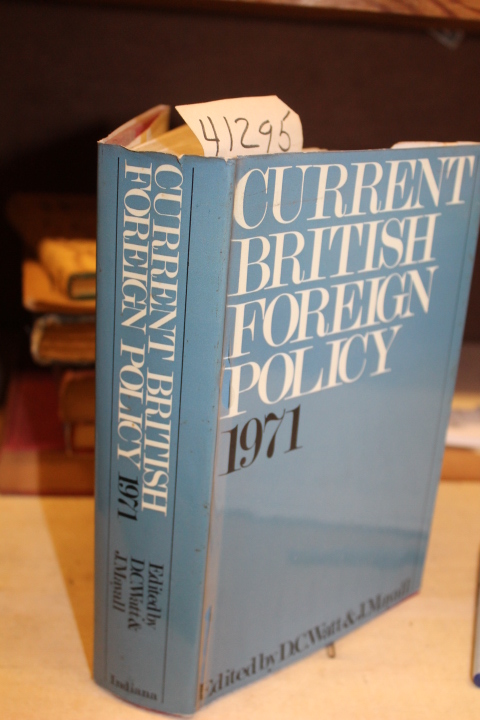 41295
CURRENT
BRITISH
FOREIGN
POLICY
1971
Edited by D.C.Watt & J.Mayall
CURRENT BRITISH
FOREIGN POLICY 1971
Edited by
D.C.Watt &
J.Mayall
Indiana